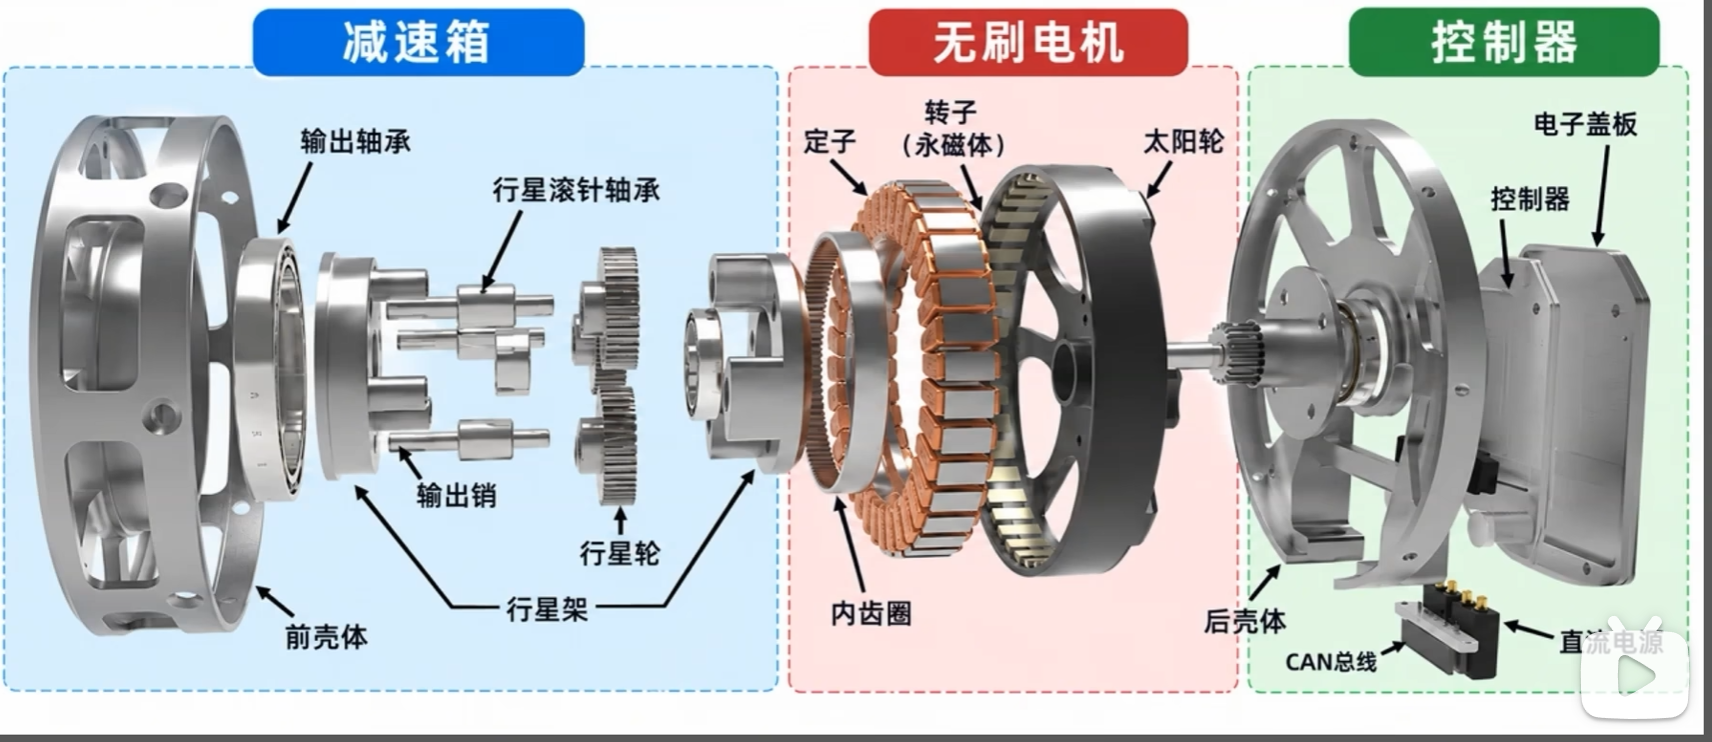 减速箱
无刷电机
控制器
输出轴承
行星滚针轴承
输出销
行星轮
行星架
前壳体
定子
转子
（永磁体）
太阳轮
内齿圈
电子盖板
控制器
后壳体
CAN总线
直流电源